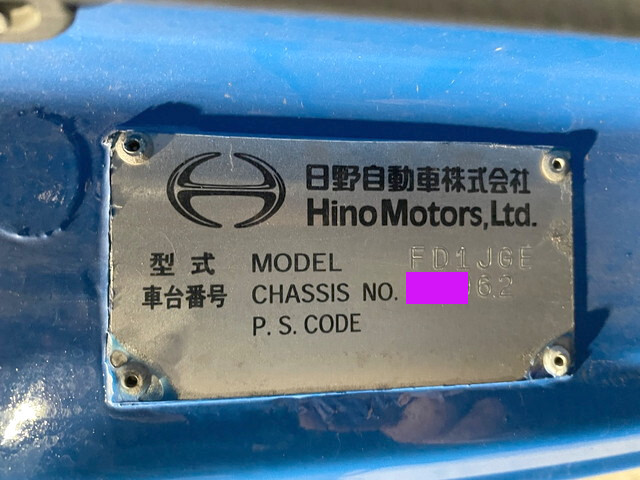 日野自動車株式会社
Hino Motors, Ltd.
型式 MODEL FD1JGE
車台番号 CHASSIS NO. 962
P. S. CODE